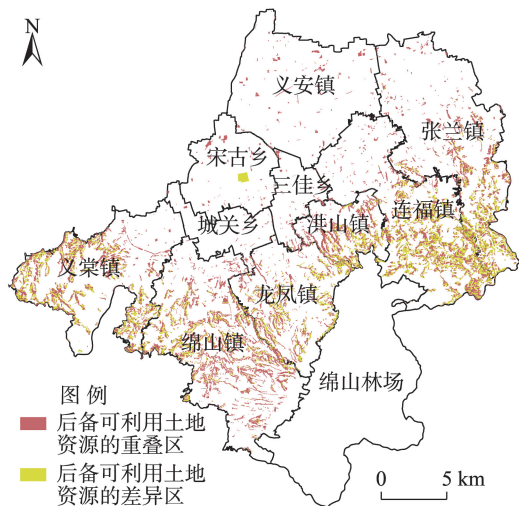 N
义安镇
张兰镇
宋古乡
三佳乡
连福镇
洪山镇
城关乡
义棠镇
龙凤镇
绵山镇
绵山林场
图 例
后备可利用土地
资源的重叠区
后备可利用土地
资源的差异区
0 5 km